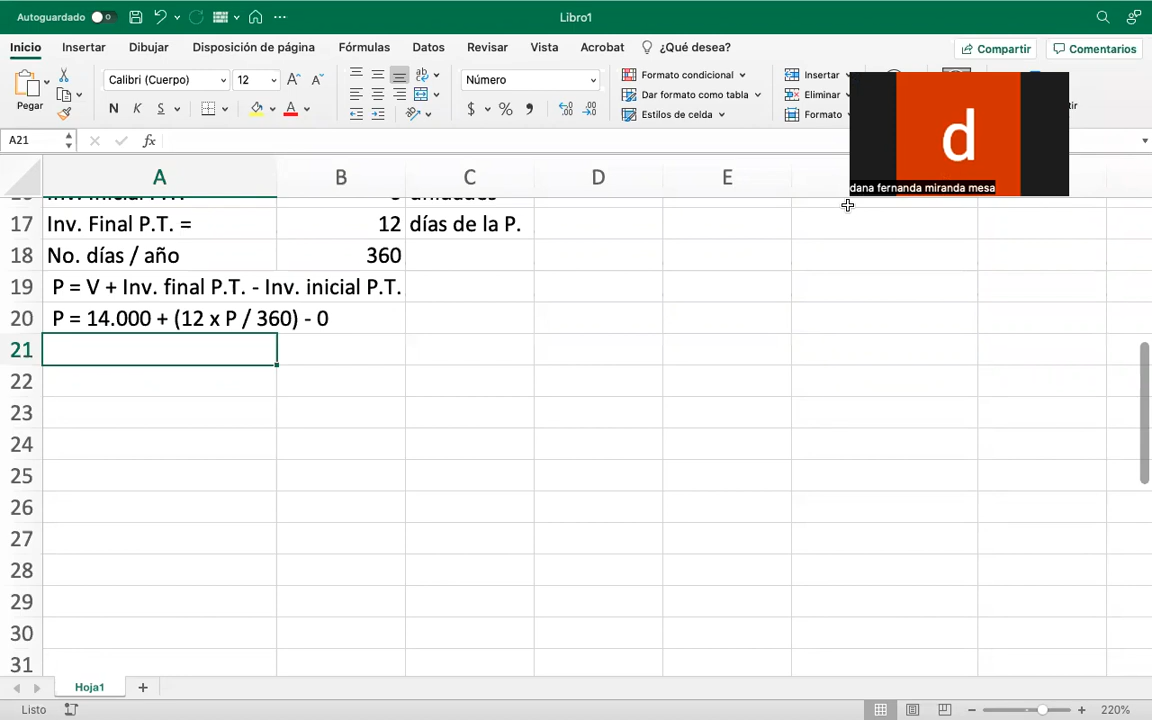 Autoguardado
Libro1
Inicio Insertar Dibujar Disposición de página Fórmulas Datos Revisar Vista Acrobat ¿Qué desea? Compartir Comentarios
Pegar
Calibri (Cuerpo) 12
N K S
Número
$ %
Formato condicional
Dar formato como tabla
Estilos de celda
Insertar
Eliminar
Formato
d
dana fernanda miranda mesa
A21 fx
A B C D E
17 Inv. Final P.T. = 12 días de la P.
18 No. días / año 360
19 P = V + Inv. final P.T. - Inv. inicial P.T.
20 P = 14.000 + (12 x P / 360) - 0
21
22
23
24
25
26
27
28
29
30
31
Hoja1
Listo 220%